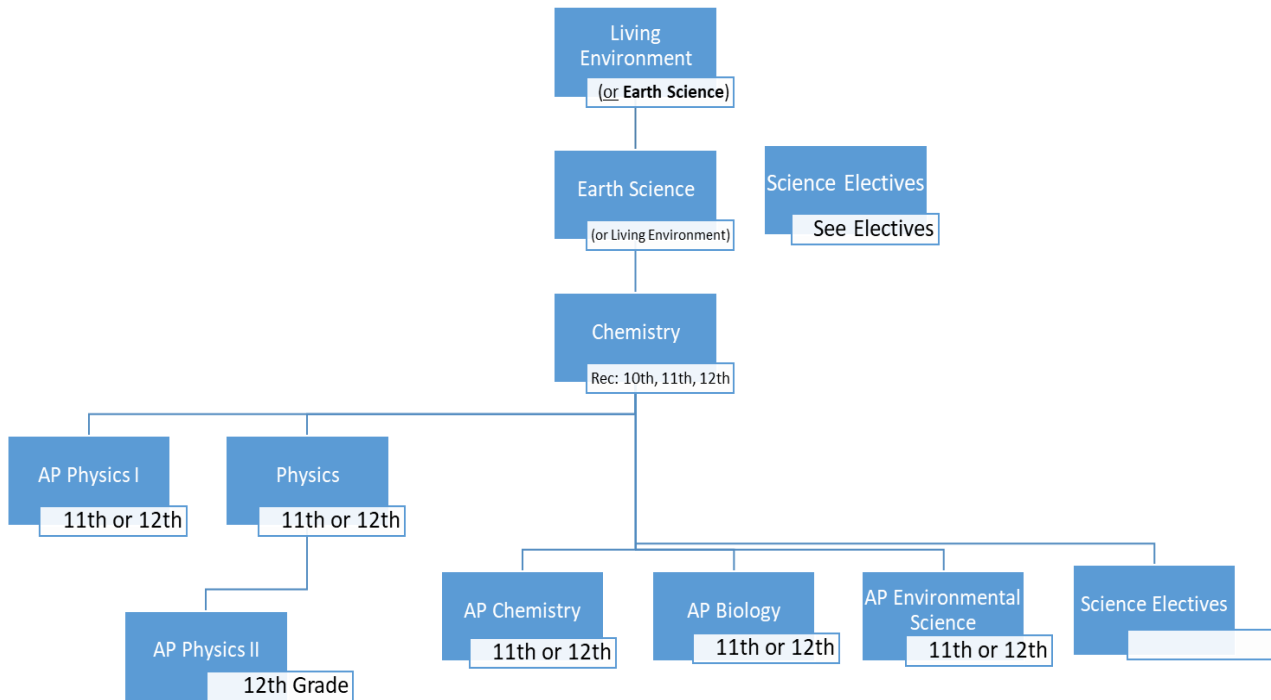 Living
Environment
(or Earth Science)
Earth Science
(or Living Environment)
Science Electives
See Electives
Chemistry
Rec: 10th, 11th, 12th
AP Physics I
11th or 12th
Physics
11th or 12th
AP Chemistry
11th or 12th
AP Biology
11th or 12th
AP Environmental
Science
11th or 12th
Science Electives
AP Physics II
12th Grade